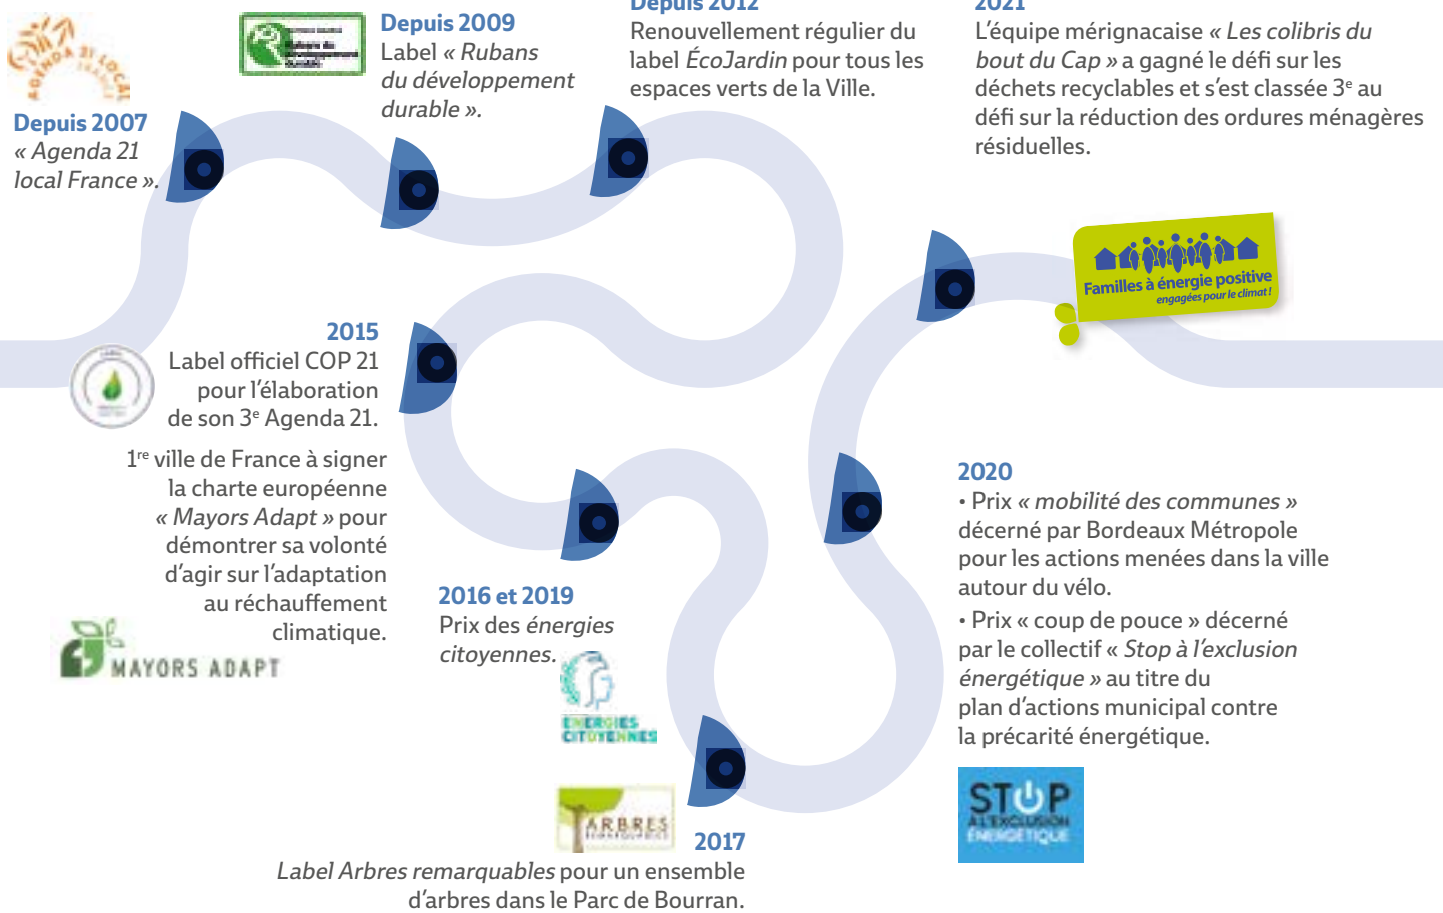 AGENDA 21 LOCAL
Depuis 2007
« Agenda 21
local France ».
Rubans du
développement
durable
Depuis 2009
Label « Rubans
du développement
durable ».
Depuis 2012
Renouvellement régulier du
label ÉcoJardin pour tous les
espaces verts de la Ville.
2021
L’équipe mérignacaise « Les colibris du
bout du Cap » a gagné le défi sur les
déchets recyclables et s’est classée 3e au
défi sur la réduction des ordures ménagères
résiduelles.
Familles à énergie positive
engagées pour le climat !
2015
Label officiel COP 21
pour l’élaboration
de son 3e Agenda 21.
1re ville de France à signer
la charte européenne
« Mayors Adapt » pour
démontrer sa volonté
d’agir sur l’adaptation
au réchauffement
climatique.
MAYORS ADAPT
2016 et 2019
Prix des énergies
citoyennes.
ENERGIES
CITOYENNES
ARBRES
REMARQUABLES
2017
Label Arbres remarquables pour un ensemble
d’arbres dans le Parc de Bourran.
2020
• Prix « mobilité des communes »
décerné par Bordeaux Métropole
pour les actions menées dans la ville
autour du vélo.
• Prix « coup de pouce » décerné
par le collectif « Stop à l’exclusion
énergétique » au titre du
plan d’actions municipal contre
la précarité énergétique.
STOP
À L’EXCLUSION
ÉNERGÉTIQUE